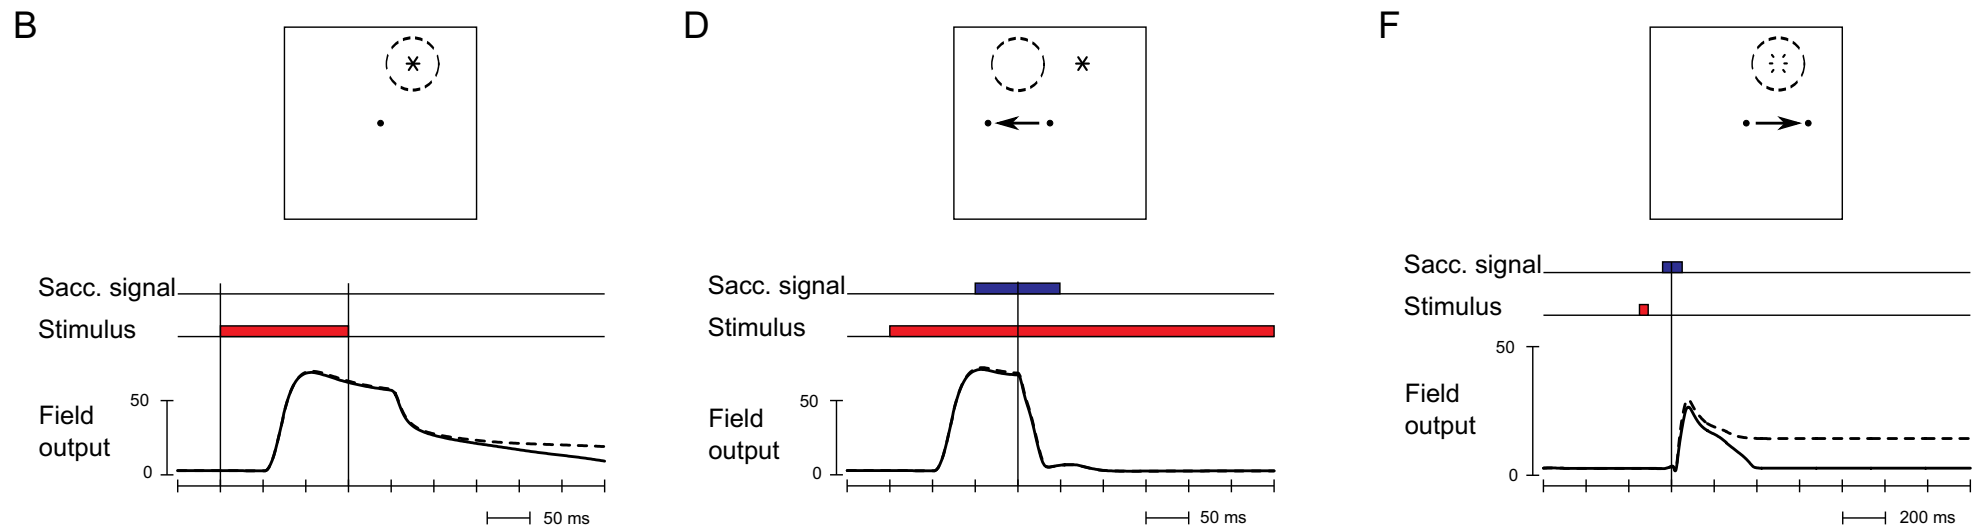 B
Sacc. signal
Stimulus
50
Field
output
0
50 ms
D
Sacc. signal
Stimulus
50
Field
output
0
50 ms
F
Sacc. signal
Stimulus
50
Field
output
0
200 ms